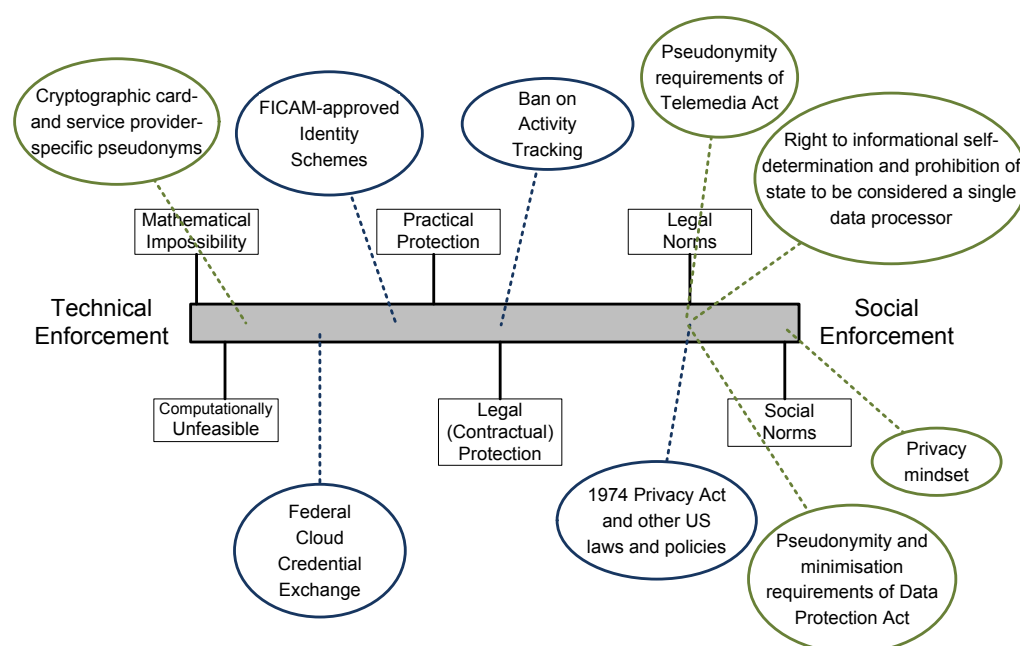 Pseudonymity
requirements of
Telemedia Act
Cryptographic card-
and service provider-
specific pseudonyms
FICAM-approved
Identity
Schemes
Ban on
Activity
Tracking
Right to informational self-
determination and prohibition of
state to be considered a single
data processor
Mathematical
Impossibility
Practical
Protection
Legal
Norms
Technical
Enforcement
Social
Enforcement
Computationally
Unfeasible
Legal
(Contractual)
Protection
Social
Norms
Privacy
mindset
Federal
Cloud
Credential
Exchange
1974 Privacy Act
and other US
laws and policies
Pseudonymity and
minimisation
requirements of Data
Protection Act